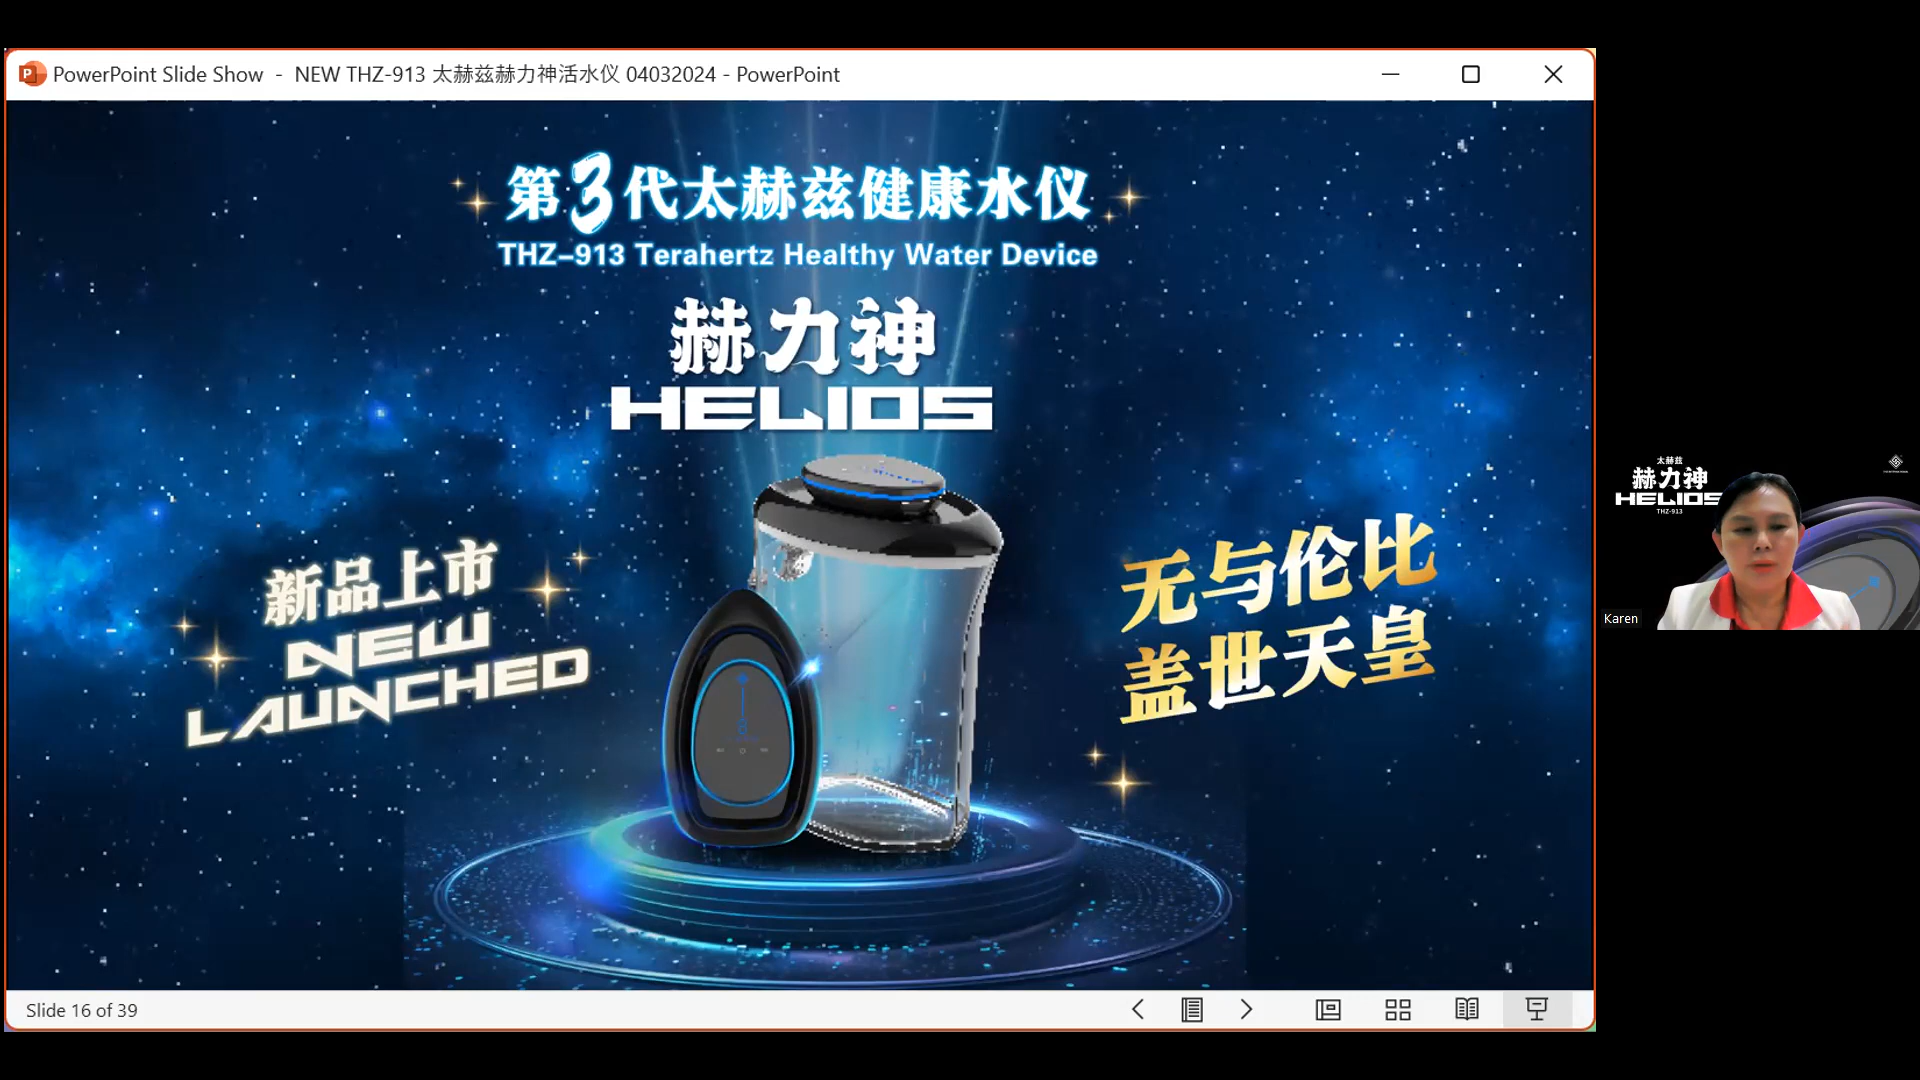 PowerPoint Slide Show - NEW THZ-913 太赫兹赫力神活水仪 04032024 - PowerPoint
第3代太赫兹健康水仪
THZ-913 Terahertz Healthy Water Device
赫力神
HELIOS
新品上市
NEW
LAUNCHED
无与伦比
盖世天皇
太赫兹
赫力神
HELIOS
THZ-913
Karen
Slide 16 of 39